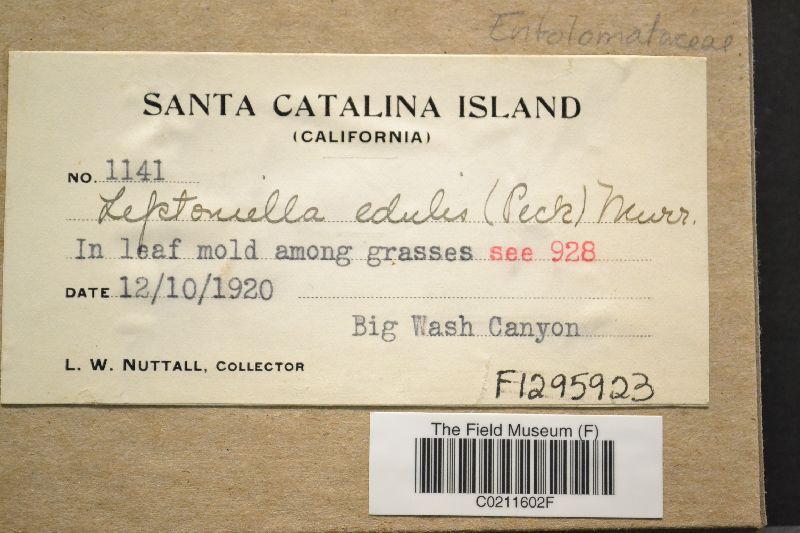 Entolomataceae
SANTA CATALINA ISLAND
(CALIFORNIA)
NO. 1141
Leptoniella edulis (Peck) Murr.
In leaf mold among grasses see 928
DATE 12/10/1920
Big Wash Canyon
L. W. NUTTALL, COLLECTOR
F1295923
The Field Museum (F)
C0211602F